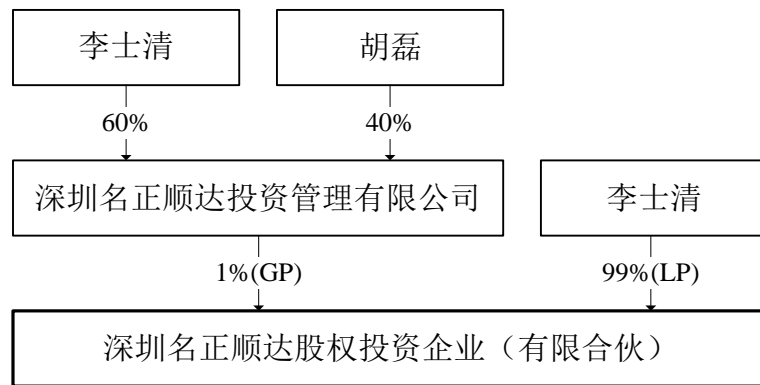 李士清
胡磊
60%
40%
深圳名正顺达投资管理有限公司
李士清
1%(GP)
99%(LP)
深圳名正顺达股权投资企业（有限合伙）